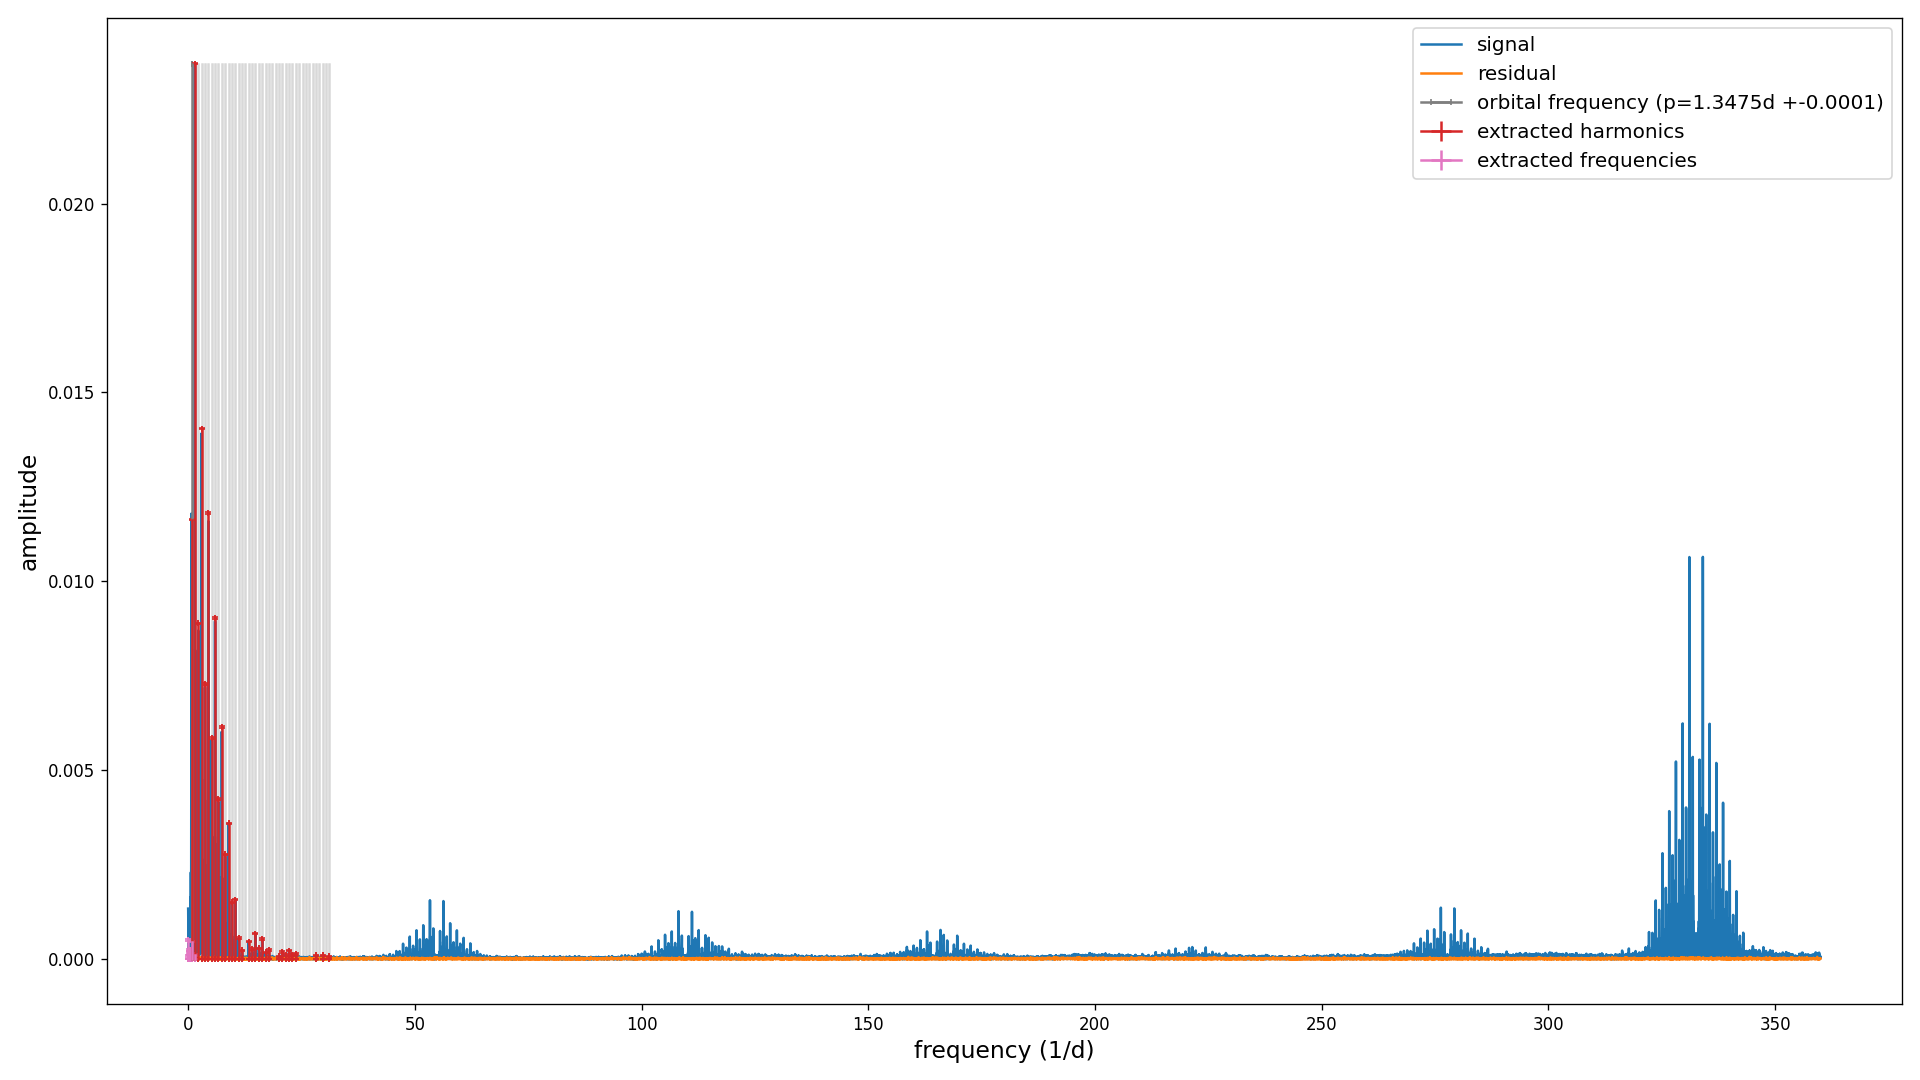 signal
residual
orbital frequency (p=1.3475d +-0.0001)
extracted harmonics
extracted frequencies
amplitude
0.020
0.015
0.010
0.005
0.000
0 50 100 150 200 250 300 350
frequency (1/d)